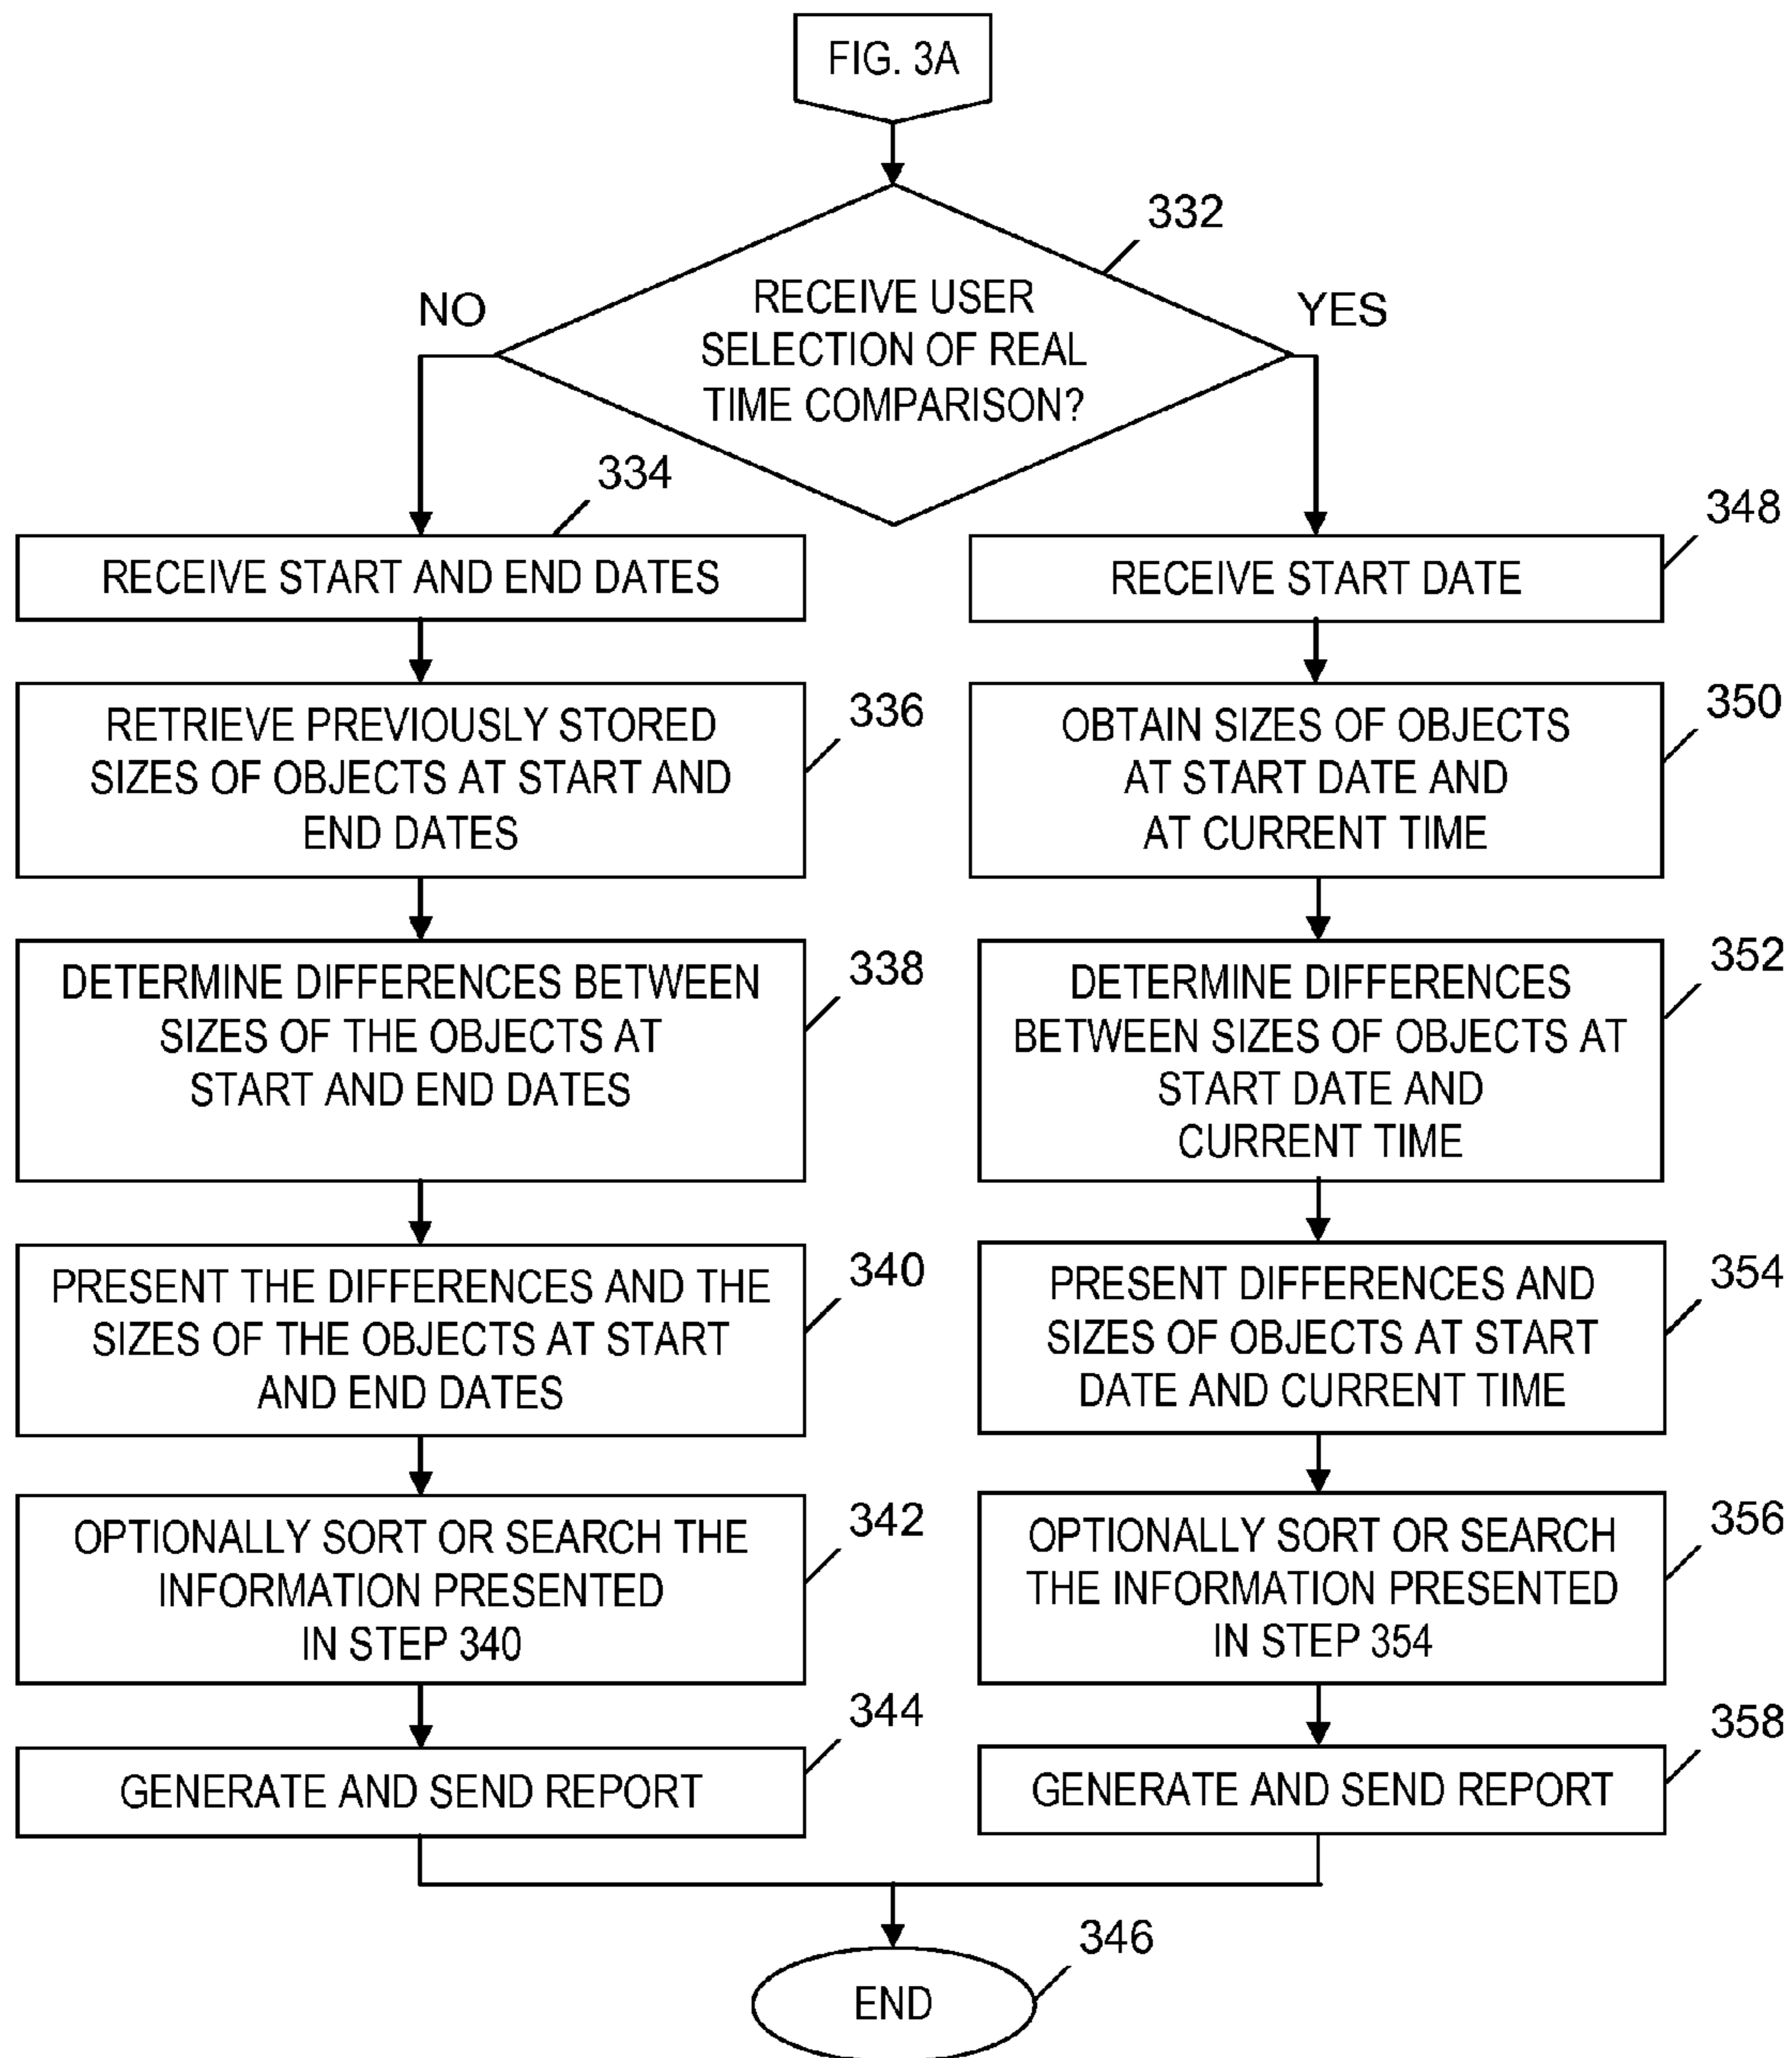 FIG. 3A
332
RECEIVE USER
SELECTION OF REAL
TIME COMPARISON?
NO
YES
334
RECEIVE START AND END DATES
336
RETRIEVE PREVIOUSLY STORED
SIZES OF OBJECTS AT START AND
END DATES
338
DETERMINE DIFFERENCES BETWEEN
SIZES OF THE OBJECTS AT
START AND END DATES
340
PRESENT THE DIFFERENCES AND THE
SIZES OF THE OBJECTS AT START
AND END DATES
342
OPTIONALLY SORT OR SEARCH THE
INFORMATION PRESENTED
IN STEP 340
344
GENERATE AND SEND REPORT
348
RECEIVE START DATE
350
OBTAIN SIZES OF OBJECTS
AT START DATE AND
AT CURRENT TIME
352
DETERMINE DIFFERENCES
BETWEEN SIZES OF OBJECTS AT
START DATE AND
CURRENT TIME
354
PRESENT DIFFERENCES AND
SIZES OF OBJECTS AT START
DATE AND CURRENT TIME
356
OPTIONALLY SORT OR SEARCH
THE INFORMATION PRESENTED
IN STEP 354
358
GENERATE AND SEND REPORT
346
END